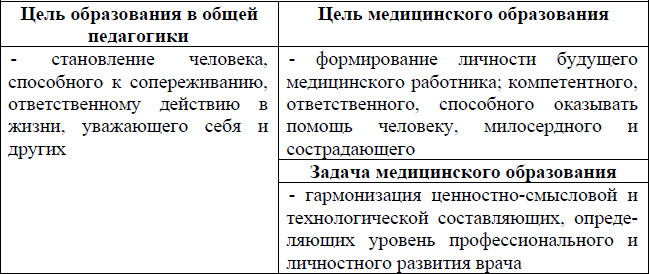 Цель образования в общей
педагогики
- становление человека,
способного к сопереживанию,
ответственному действию в
жизни, уважающего себя и
других
Цель медицинского образования
- формирование личности будущего
медицинского работника; компетентного,
ответственного, способного оказывать
помощь человеку, милосердного и
сострадающего
Задача медицинского образования
- гармонизация ценностно-смысловой и
технологической составляющих, опреде-
ляющих уровень профессионального и
личностного развития врача